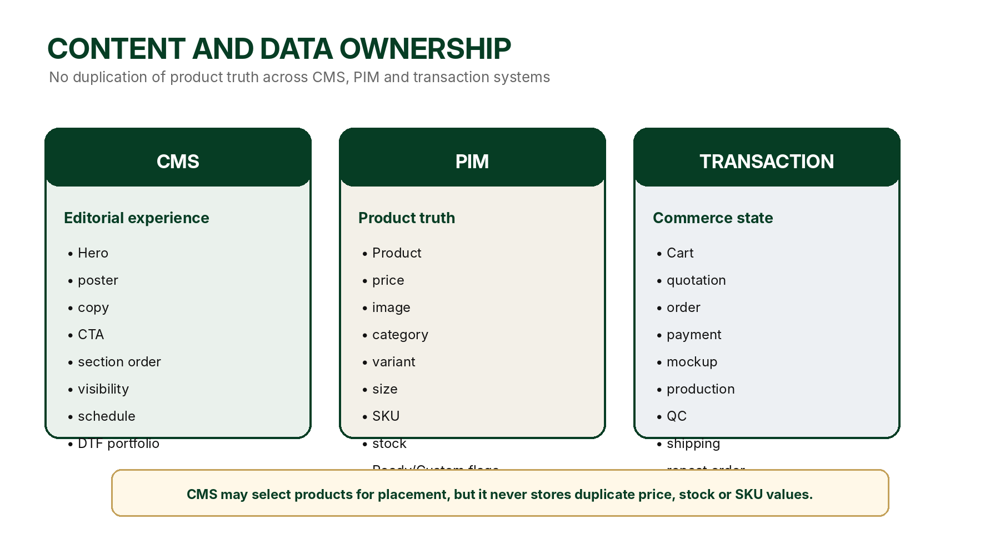 CONTENT AND DATA OWNERSHIP
No duplication of product truth across CMS, PIM and transaction systems
CMS
Editorial experience
• Hero
• poster
• copy
• CTA
• section order
• visibility
• schedule
• DTF portfolio
PIM
Product truth
• Product
• price
• image
• category
• variant
• size
• SKU
• stock
Ready/Custom flags
TRANSACTION
Commerce state
• Cart
• quotation
• order
• payment
• mockup
• production
• QC
• shipping
repeat order
CMS may select products for placement, but it never stores duplicate price, stock or SKU values.